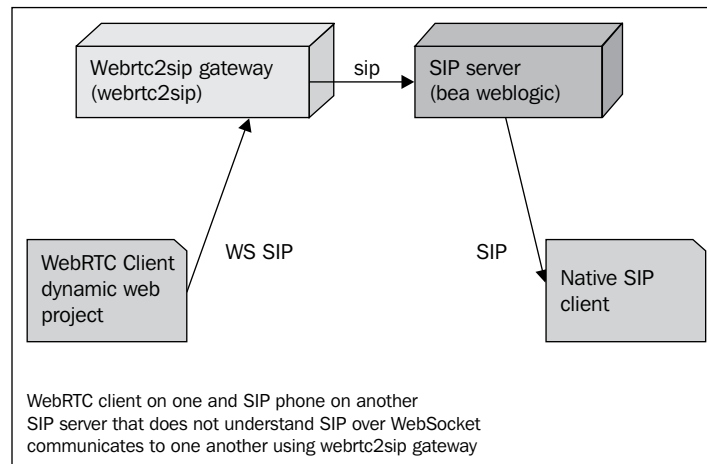 Webrtc2sip gateway
(webrtc2sip)
sip
SIP server
(bea weblogic)
WebRTC Client
dynamic web
project
WS SIP
SIP
Native SIP
client
WebRTC client on one and SIP phone on another
SIP server that does not understand SIP over WebSocket
communicates to one another using webrtc2sip gateway